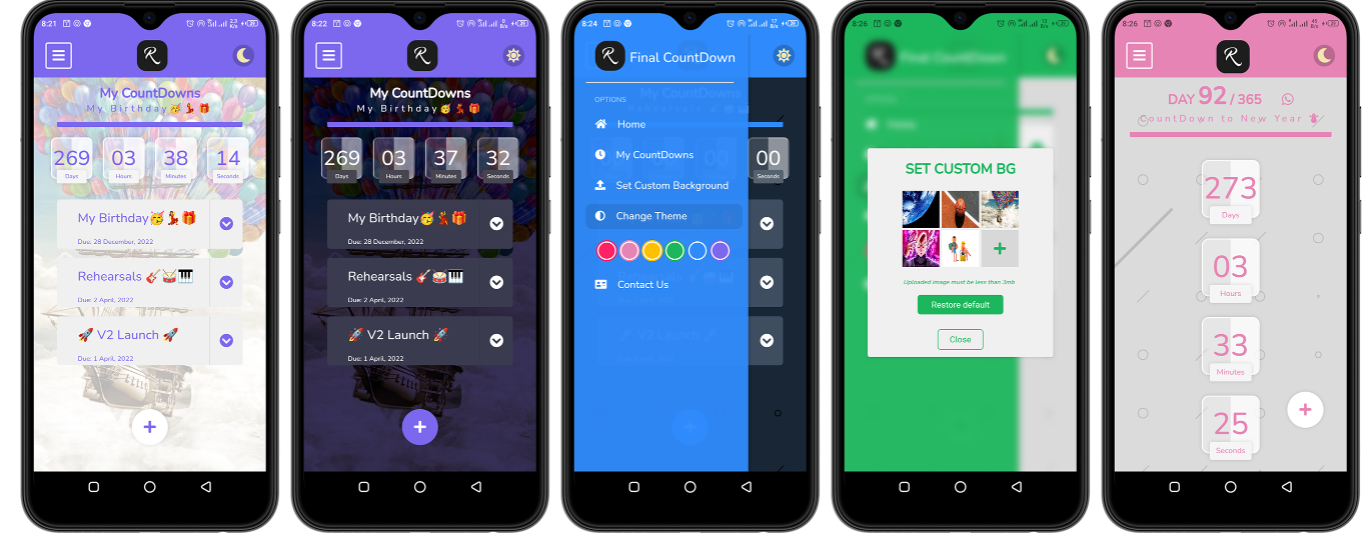 8:21
My CountDowns
My Birthday🥳💃🎁
269 03 38 14
Days Hours Minutes Seconds
My Birthday🥳💃🎁
Due: 28 December, 2022
Rehearsals 🎸🥁🎹
Due: 2 April, 2022
🚀 V2 Launch 🚀
Due: 1 April, 2022
+
8:22
My CountDowns
My Birthday🥳💃🎁
269 03 37 32
Days Hours Minutes Seconds
My Birthday🥳💃🎁
Due: 28 December, 2022
Rehearsals 🎸🥁🎹
Due: 2 April, 2022
🚀 V2 Launch 🚀
Due: 1 April, 2022
+
8:24
R Final CountDown
OPTIONS
Home
My CountDowns
00
Seconds
Set Custom Background
Change Theme
Contact Us
V2 Launch
8:26
Final CountDown
SET CUSTOM BG
+
Uploaded image must be less than 3mb
Restore default
Close
8:26
DAY 92 / 365
CountDown to New Year
273
Days
03
Hours
33
Minutes
+
25
Seconds